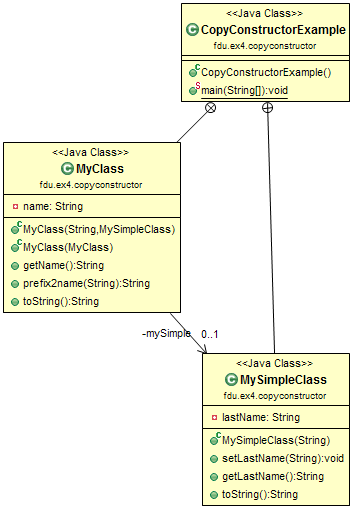 <<Java Class>>
CopyConstructorExample
fdu.ex4.copyconstructor
CopyConstructorExample()
main(String[]):void
<<Java Class>>
MyClass
fdu.ex4.copyconstructor
name: String
MyClass(String,MySimpleClass)
MyClass(MyClass)
getName():String
prefix2name(String):String
toString():String
-mySimple 0..1
<<Java Class>>
MySimpleClass
fdu.ex4.copyconstructor
lastName: String
MySimpleClass(String)
setLastName(String):void
getLastName():String
toString():String